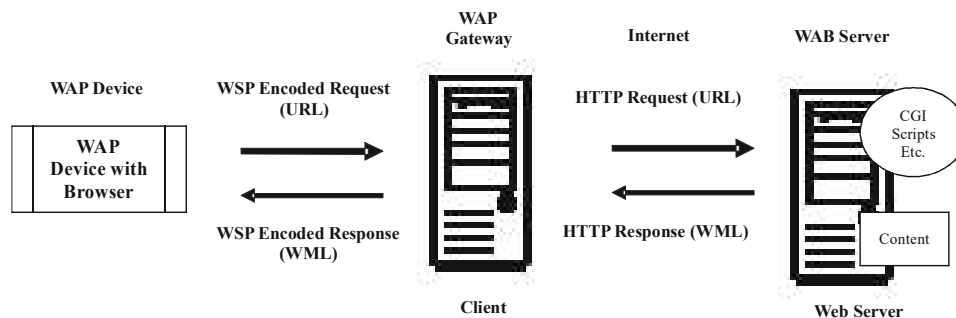 WAP
Gateway
Internet
WAB Server
WAP Device
WSP Encoded Request
(URL)
HTTP Request (URL)
CGI
Scripts
Etc.
WAP
Device with
Browser
WSP Encoded Response
(WML)
HTTP Response (WML)
Content
Client
Web Server